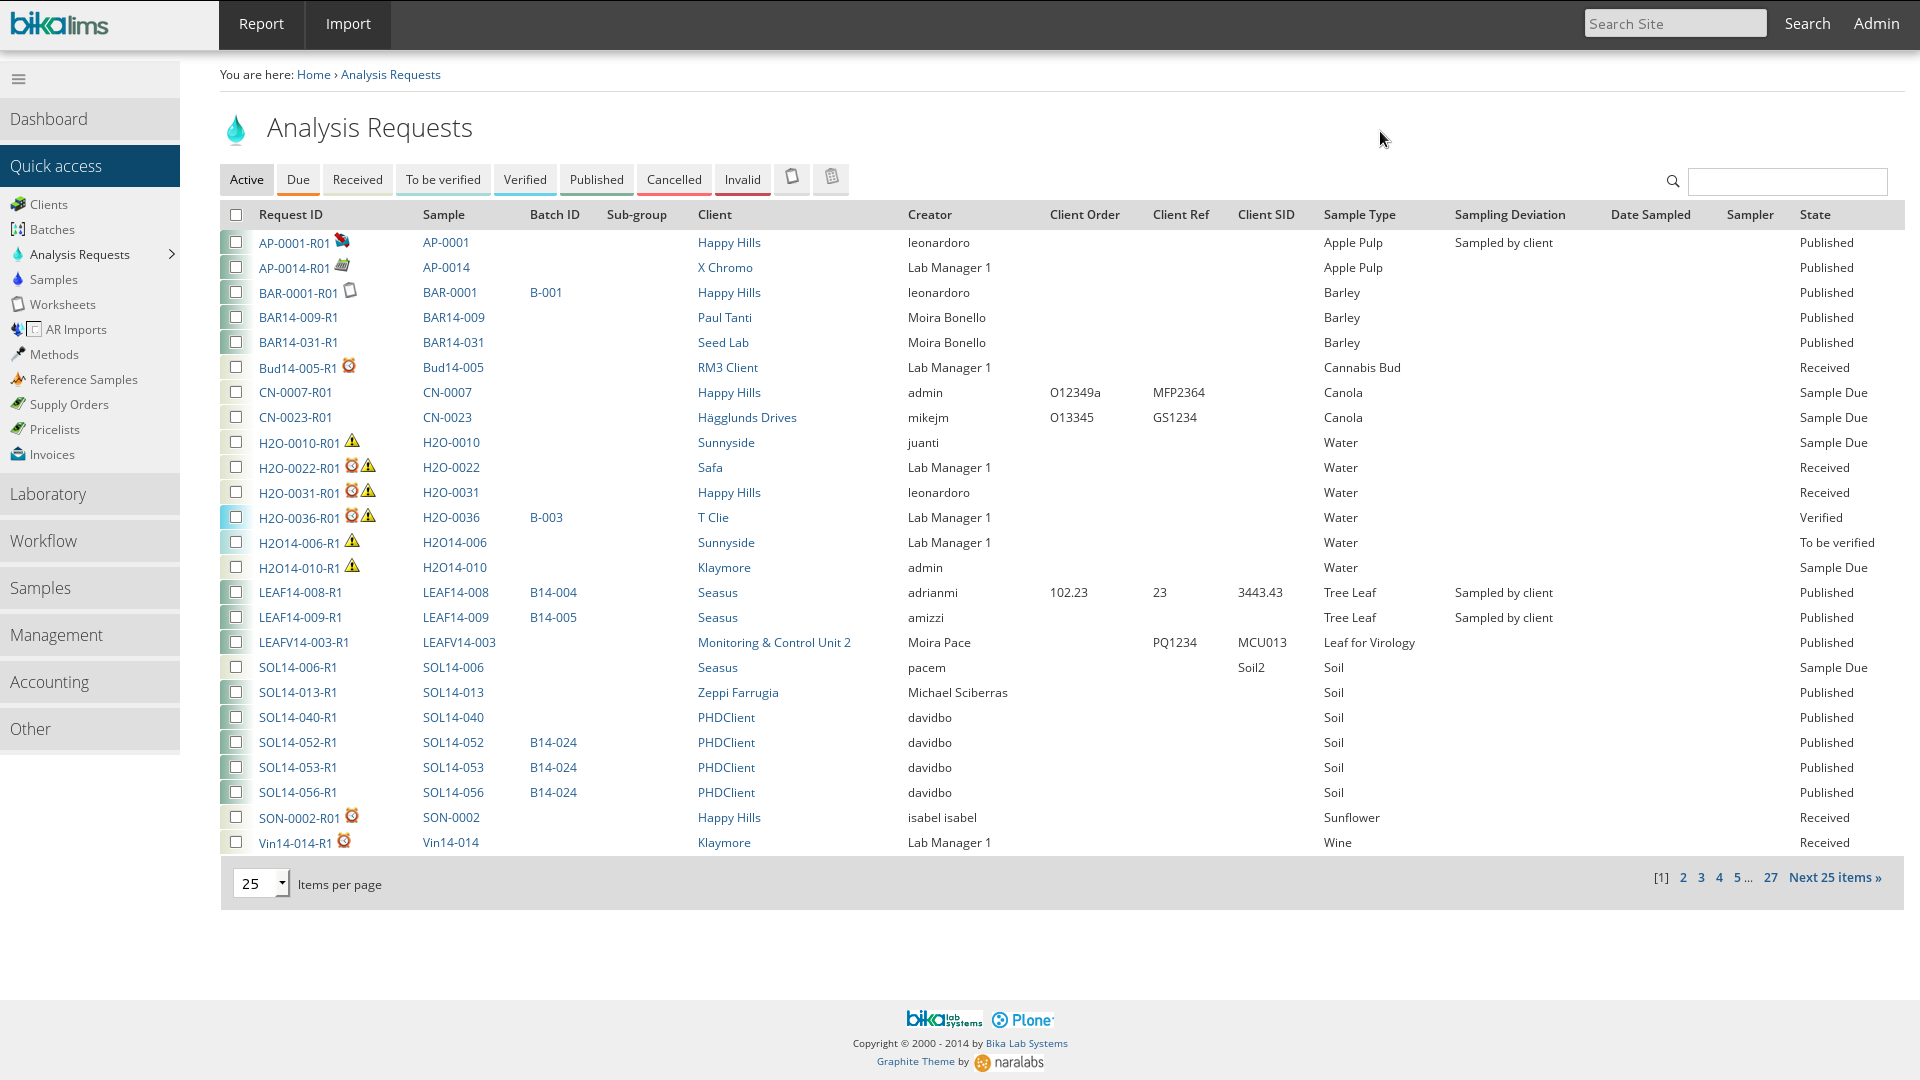 bikalims
Report Import Search Site Search Admin
You are here: Home › Analysis Requests
Dashboard
Quick access
Clients
Batches
Analysis Requests
Samples
Worksheets
AR Imports
Methods
Reference Samples
Supply Orders
Pricelists
Invoices
Laboratory
Workflow
Samples
Management
Accounting
Other
Analysis Requests
Active Due Received To be verified Verified Published Cancelled Invalid
Request ID Sample Batch ID Sub-group Client Creator Client Order Client Ref Client SID Sample Type Sampling Deviation Date Sampled Sampler State
AP-0001-R01 AP-0001 Happy Hills leonardoro Apple Pulp Sampled by client Published
AP-0014-R01 AP-0014 X Chromo Lab Manager 1 Apple Pulp Published
BAR-0001-R01 BAR-0001 B-001 Happy Hills leonardoro Barley Published
BAR14-009-R1 BAR14-009 Paul Tanti Moira Bonello Barley Published
BAR14-031-R1 BAR14-031 Seed Lab Moira Bonello Barley Published
Bud14-005-R1 Bud14-005 RM3 Client Lab Manager 1 Cannabis Bud Received
CN-0007-R01 CN-0007 Happy Hills admin O12349a MFP2364 Canola Sample Due
CN-0023-R01 CN-0023 Hägglunds Drives mikejm O13345 GS1234 Canola Sample Due
H2O-0010-R01 H2O-0010 Sunnyside juanti Water Sample Due
H2O-0022-R01 H2O-0022 Safa Lab Manager 1 Water Received
H2O-0031-R01 H2O-0031 Happy Hills leonardoro Water Received
H2O-0036-R01 H2O-0036 B-003 T Clie Lab Manager 1 Water Verified
H2O14-006-R1 H2O14-006 Sunnyside Lab Manager 1 Water To be verified
H2O14-010-R1 H2O14-010 Klaymore admin Water Sample Due
LEAF14-008-R1 LEAF14-008 B14-004 Seasus adrianmi 102.23 23 3443.43 Tree Leaf Sampled by client Published
LEAF14-009-R1 LEAF14-009 B14-005 Seasus amizzi Tree Leaf Sampled by client Published
LEAFV14-003-R1 LEAFV14-003 Monitoring & Control Unit 2 Moira Pace PQ1234 MCU013 Leaf for Virology Published
SOL14-006-R1 SOL14-006 Seasus pacem Soil2 Soil Sample Due
SOL14-013-R1 SOL14-013 Zeppi Farrugia Michael Sciberras Soil Published
SOL14-040-R1 SOL14-040 PHDClient davidbo Soil Published
SOL14-052-R1 SOL14-052 B14-024 PHDClient davidbo Soil Published
SOL14-053-R1 SOL14-053 B14-024 PHDClient davidbo Soil Published
SOL14-056-R1 SOL14-056 B14-024 PHDClient davidbo Soil Published
SON-0002-R01 SON-0002 Happy Hills isabel isabel Sunflower Received
Vin14-014-R1 Vin14-014 Klaymore Lab Manager 1 Wine Received
25 Items per page [1] 2 3 4 5 ... 27 Next 25 items »
bika lab systems Plone
Copyright © 2000 - 2014 by Bika Lab Systems
Graphite Theme by naralabs